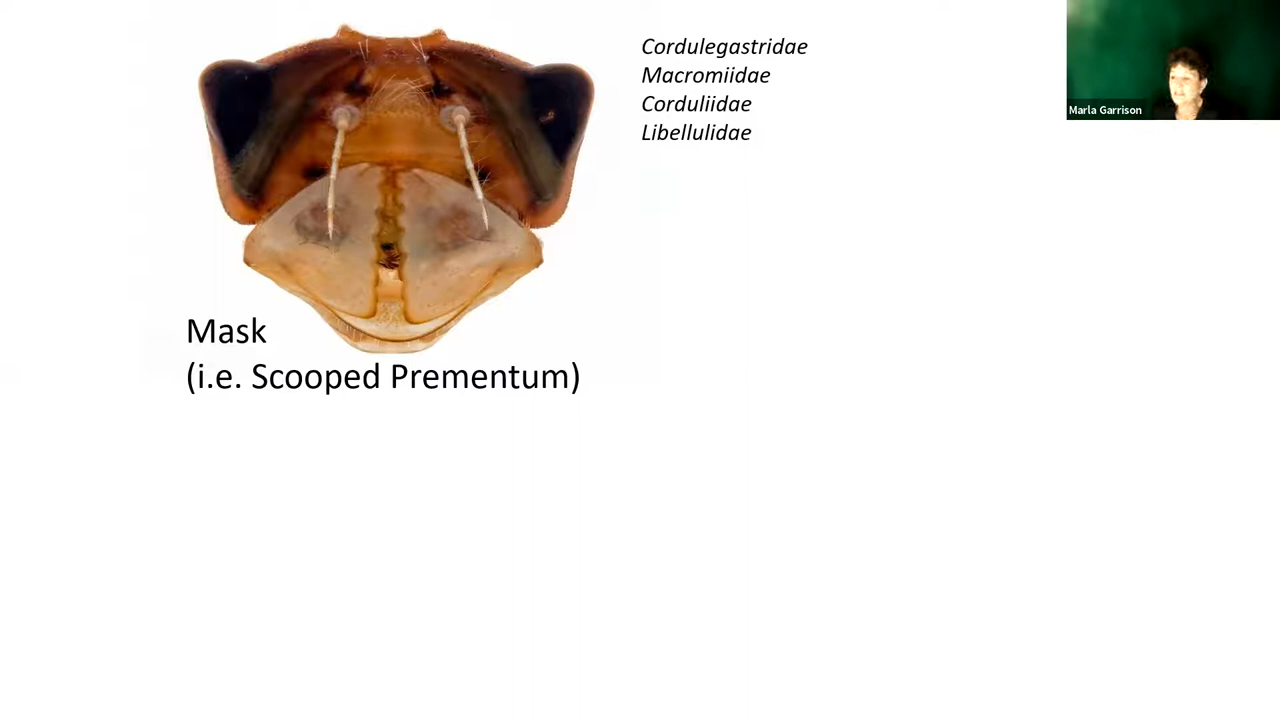 Cordulegastridae
Macromiidae
Corduliidae
Libellulidae
Marla Garrison
Mask
(i.e. Scooped Prementum)